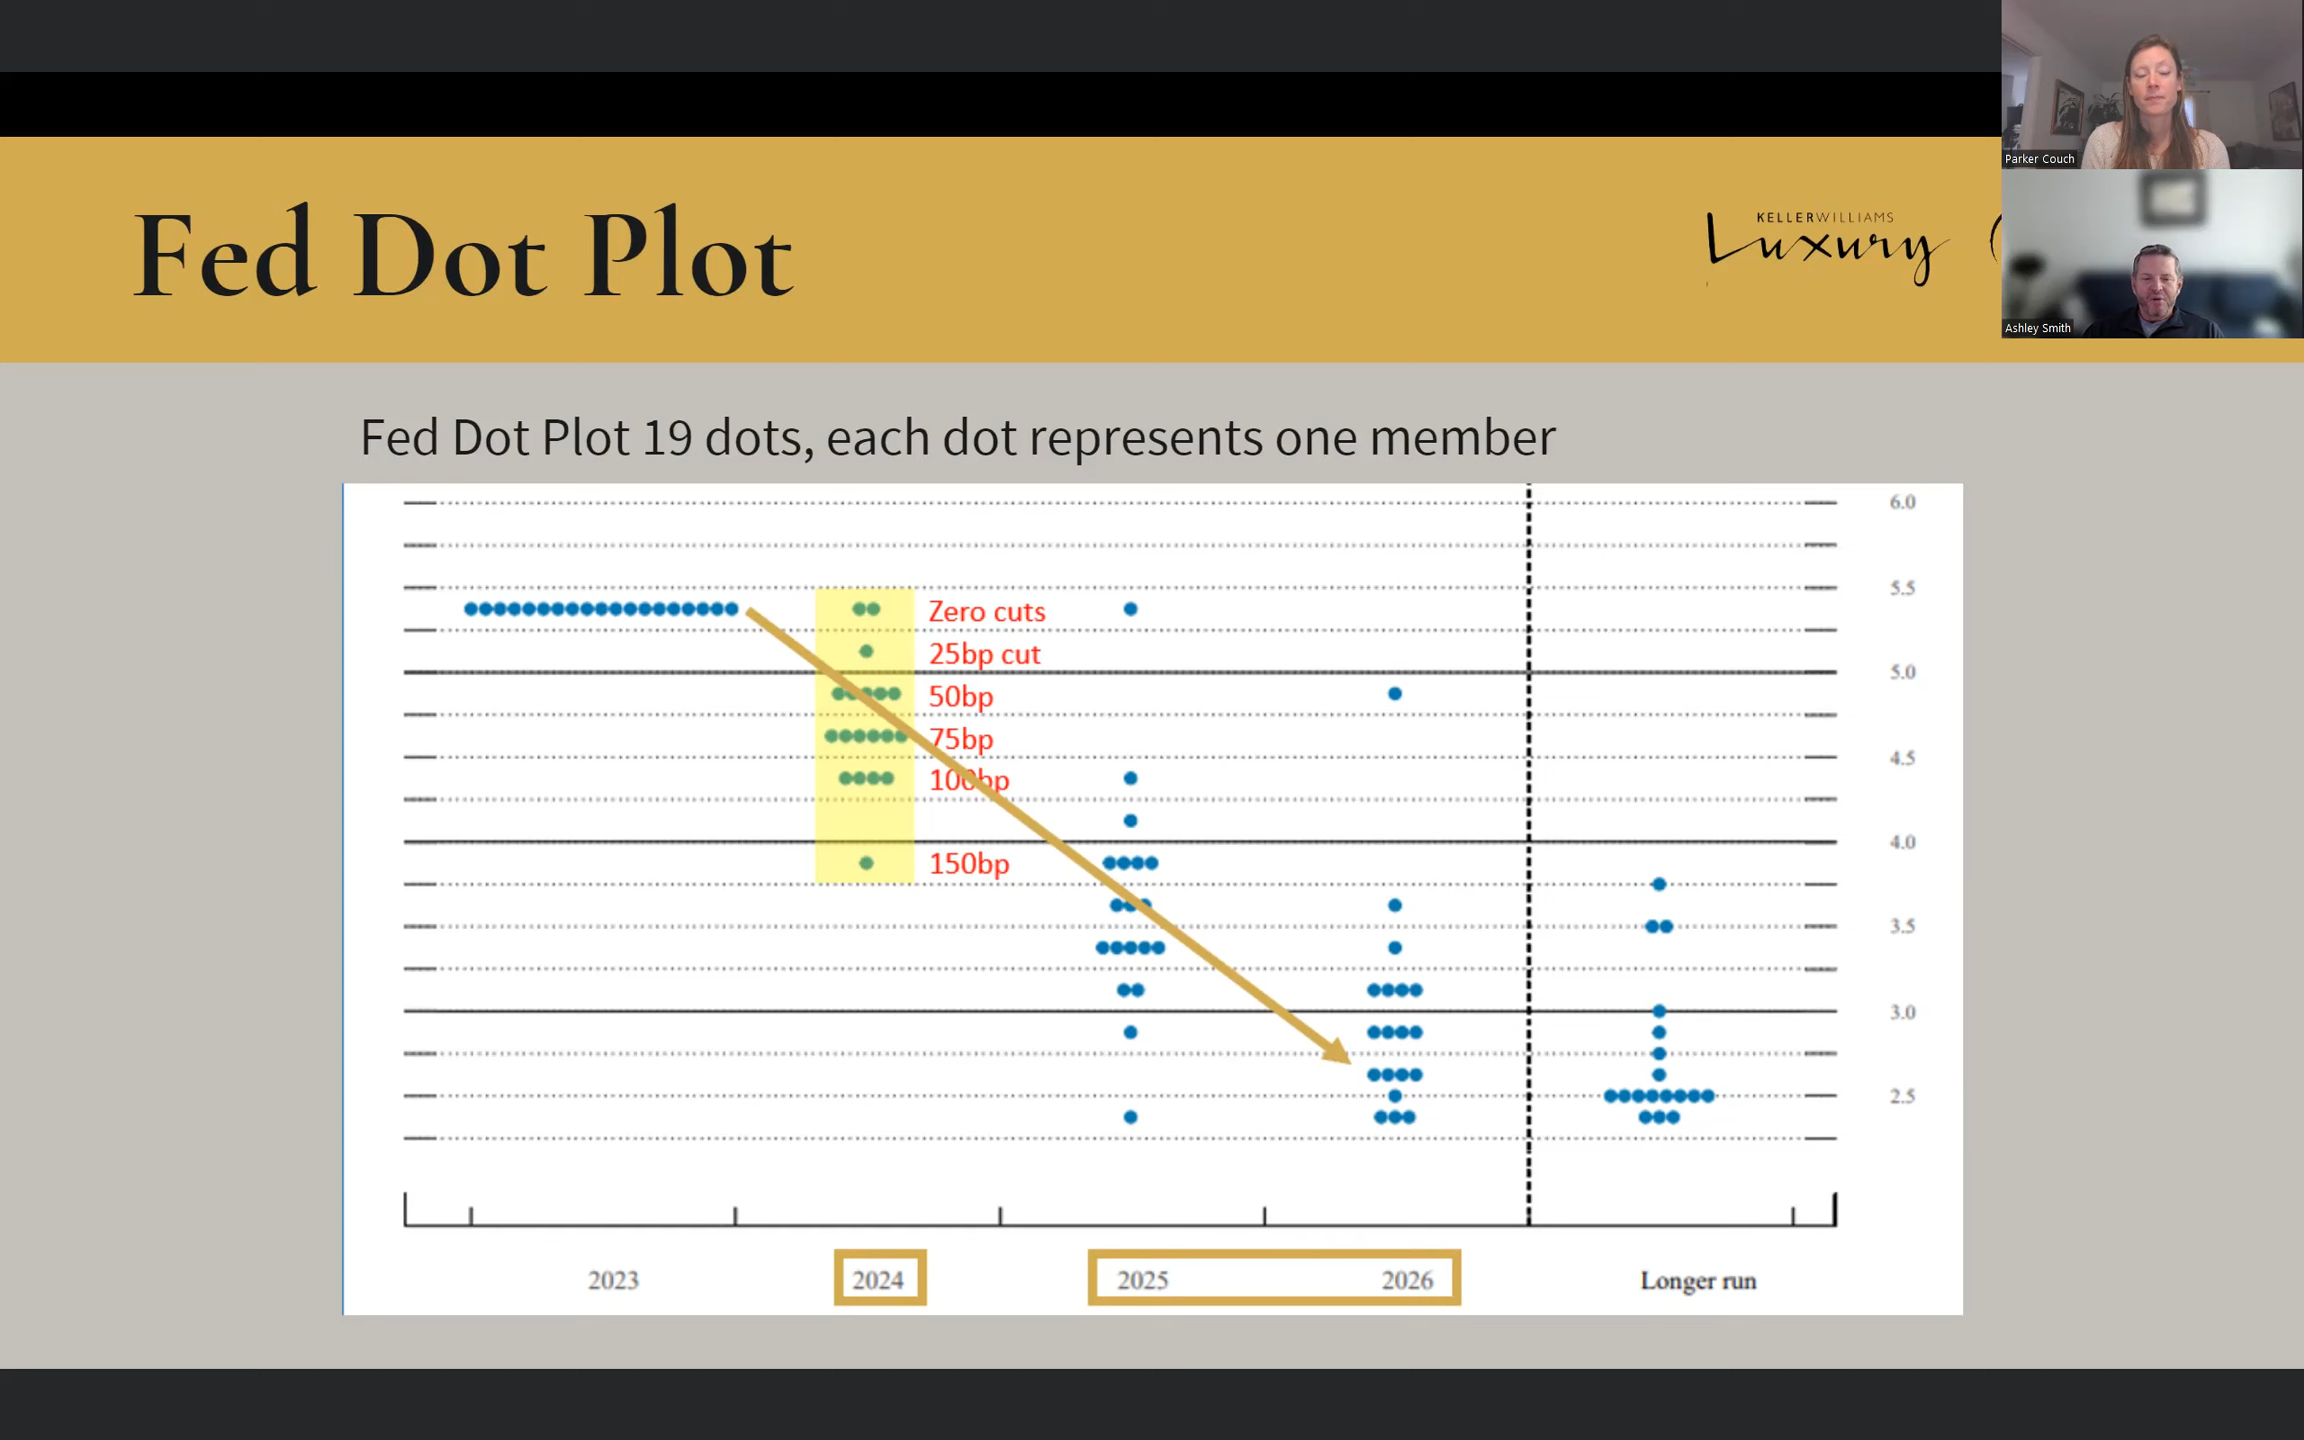 Parker Couch
Fed Dot Plot
KELLERWILLIAMS
Luxury
Ashley Smith
Fed Dot Plot 19 dots, each dot represents one member
6.0
5.5
Zero cuts
25bp cut
5.0
50bp
75bp
4.5
100bp
4.0
150bp
3.5
3.0
2.5
2023
2024
2025
2026
Longer run